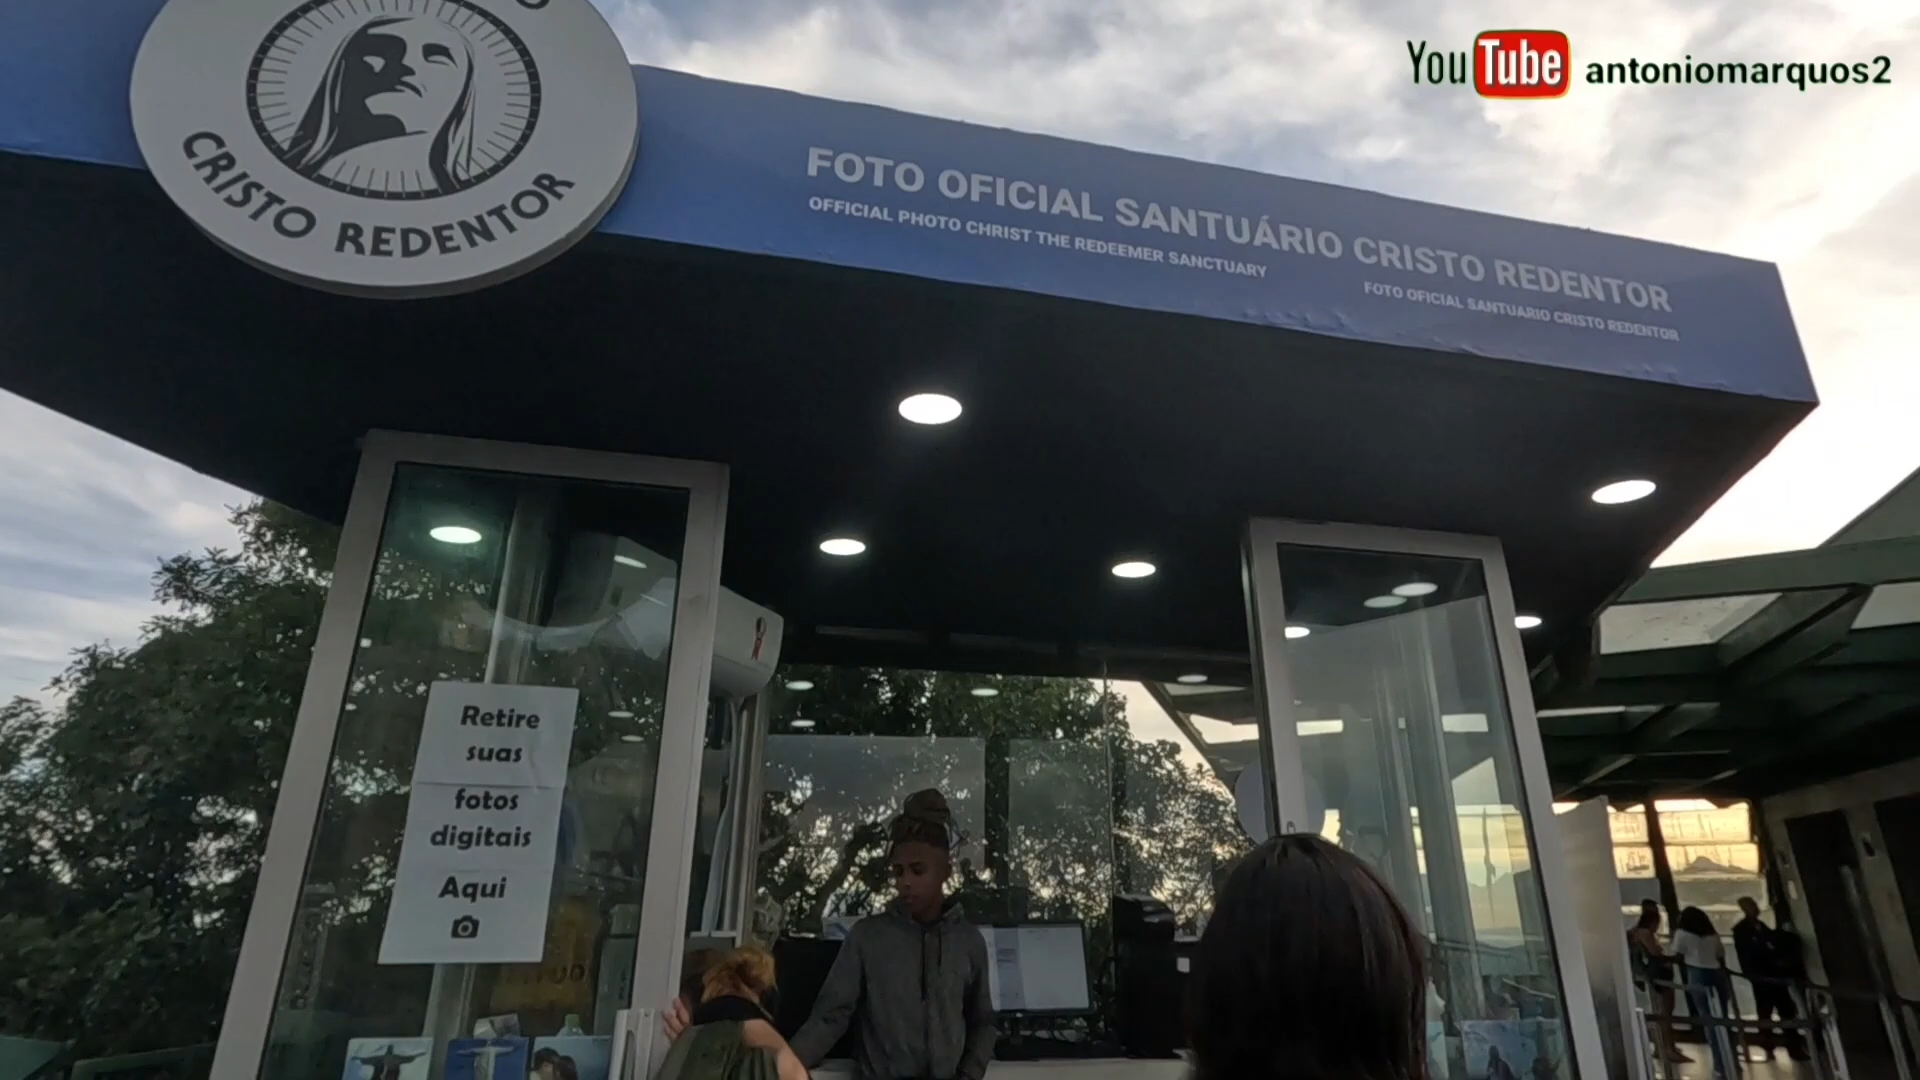 YouTube antoniomarquos2
CRISTO REDENTOR
FOTO OFICIAL SANTUÁRIO CRISTO REDENTOR
OFFICIAL PHOTO CHRIST THE REDEEMER SANCTUARY
FOTO OFICIAL SANTUARIO CRISTO REDENTOR
Retire
suas
fotos
digitais
Aqui